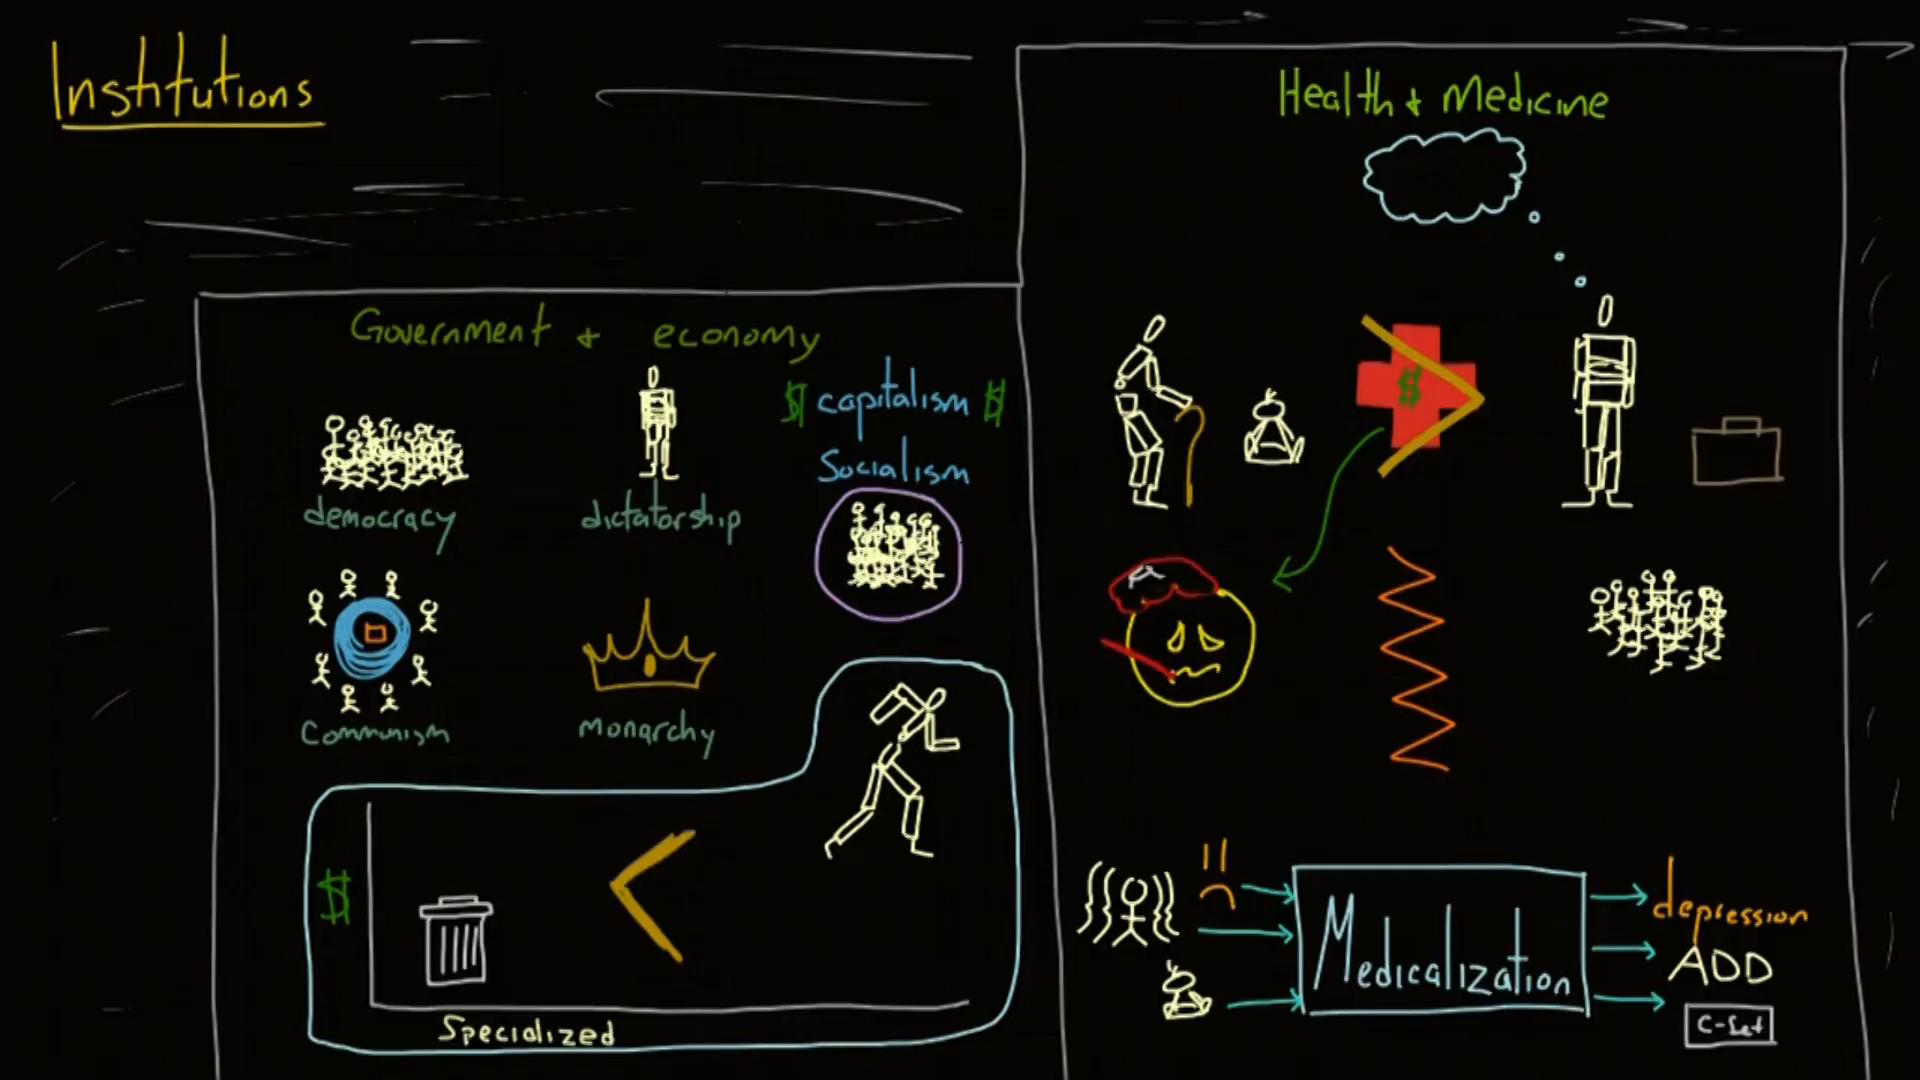 Institutions
Health & Medicine
Government & economy
$ capitalism $
Socialism
democracy
dictatorship
Communism
monarchy
$
$
Specialized
Medicalization
depression
ADD
C-Sect